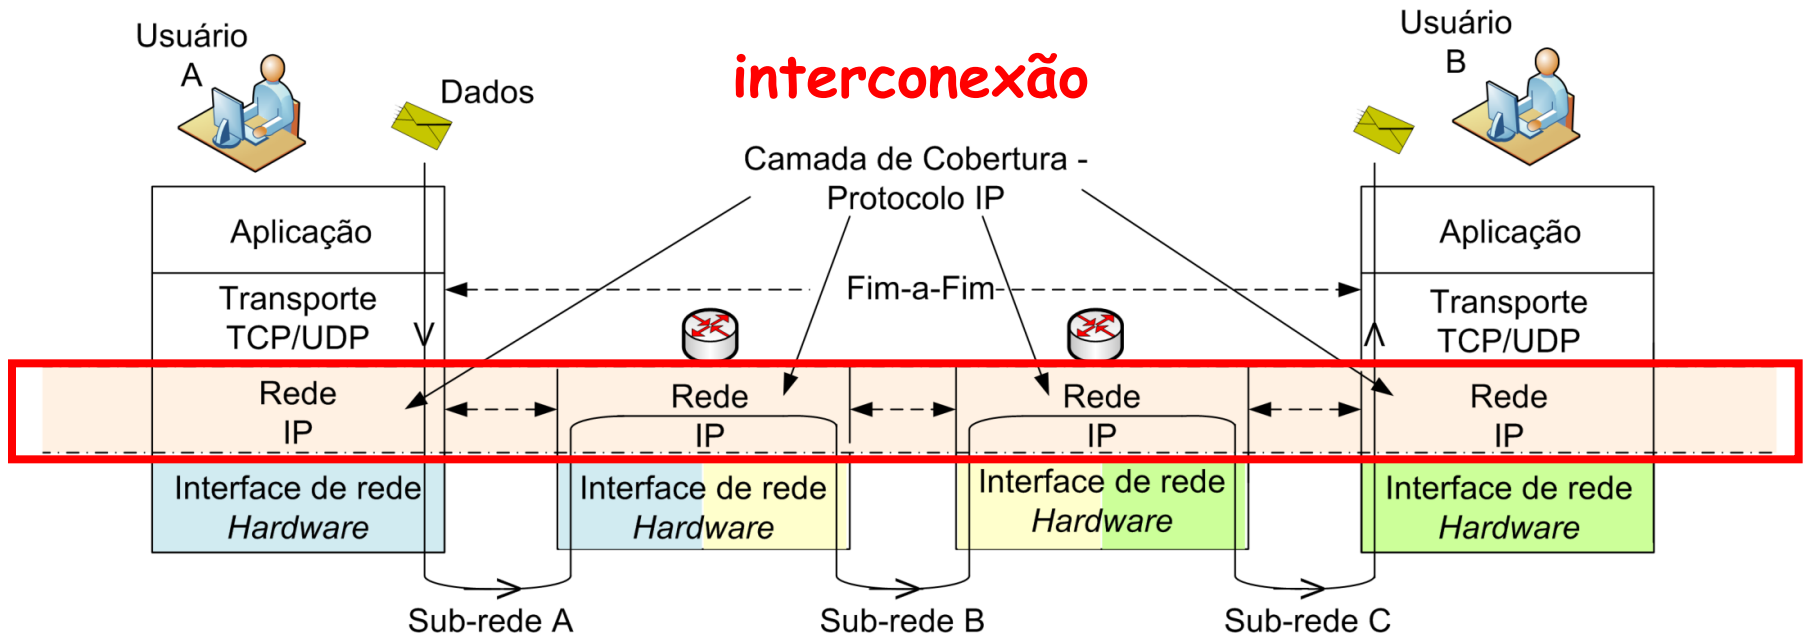 Usuário
A
Dados
interconexão
Usuário
B
Camada de Cobertura -
Protocolo IP
Aplicação
Aplicação
Fim-a-Fim
Transporte
TCP/UDP
Transporte
TCP/UDP
Rede
IP
Rede
IP
Rede
IP
Rede
IP
Interface de rede
Hardware
Interface de rede
Hardware
Interface de rede
Hardware
Interface de rede
Hardware
Sub-rede A
Sub-rede B
Sub-rede C